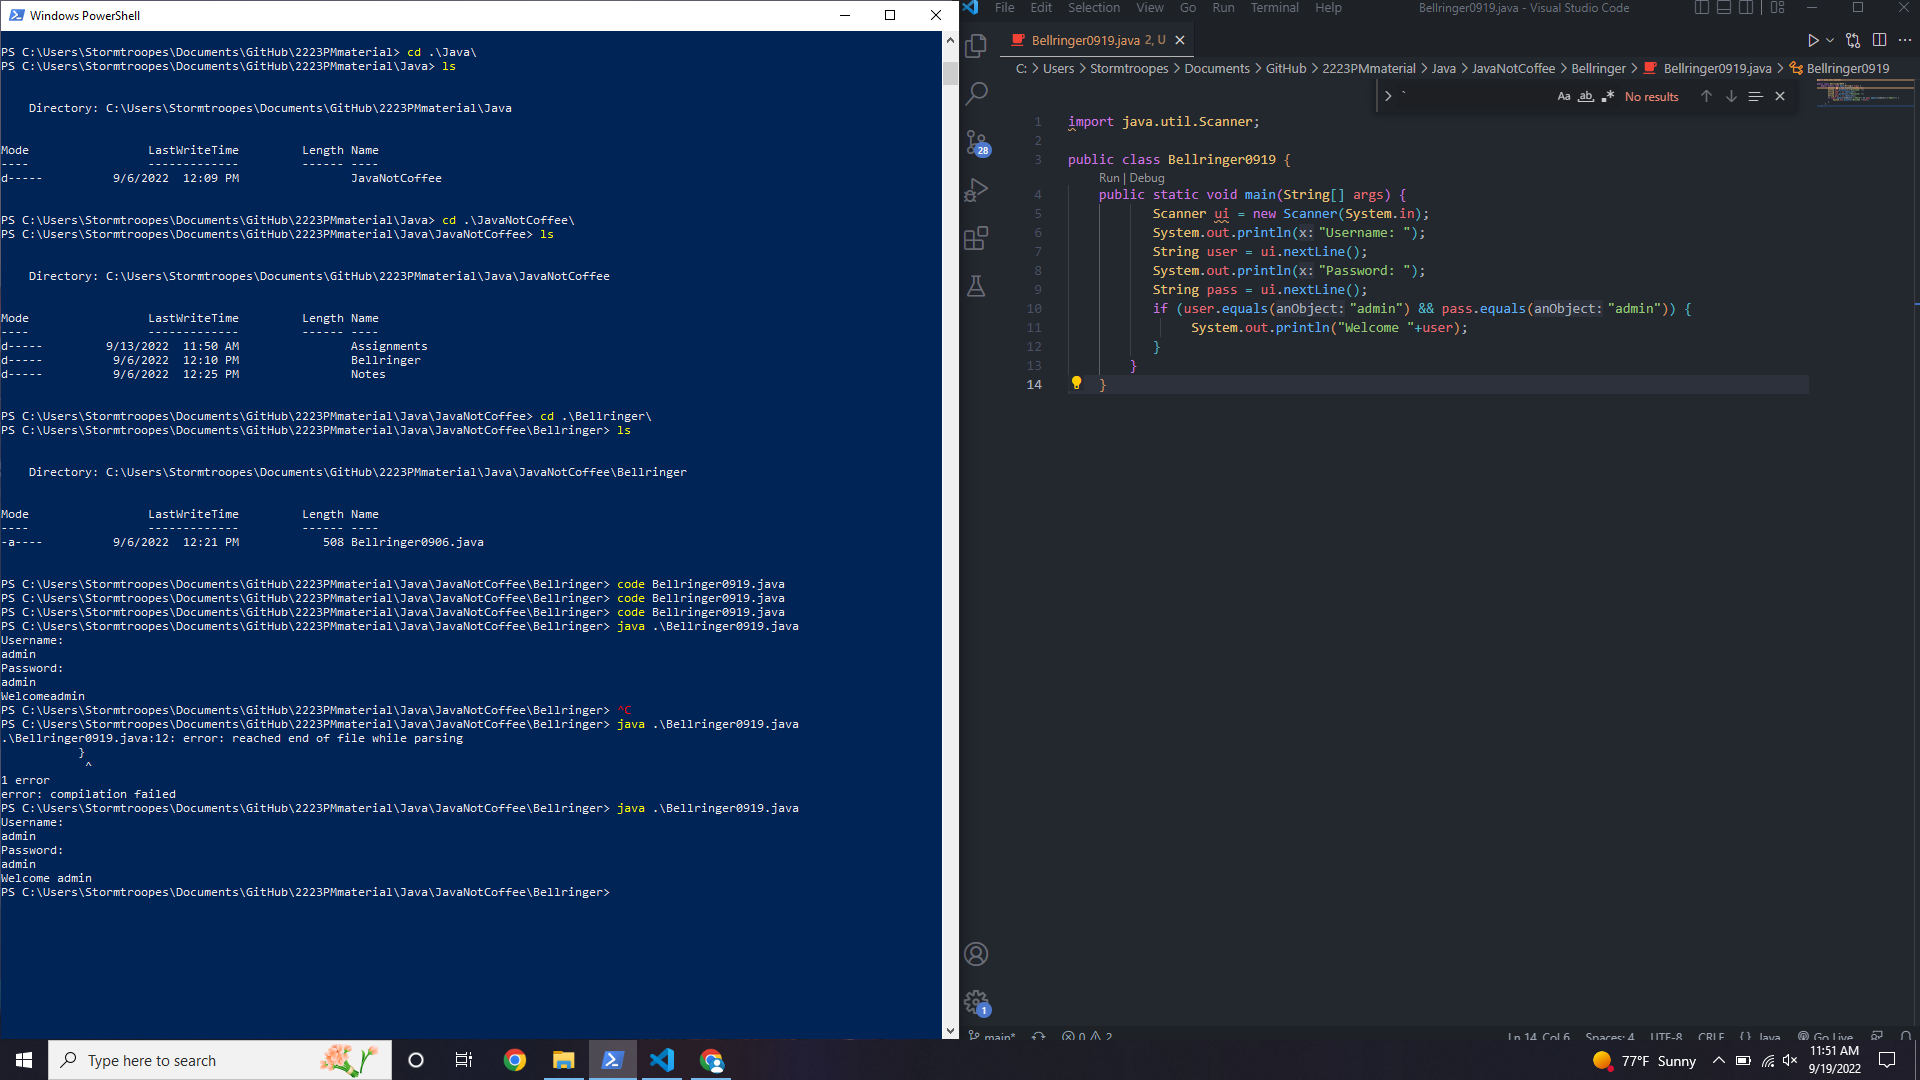 Windows PowerShell
PS C:\Users\Stormtroopes\Documents\GitHub\2223PMmaterial> cd .\Java\
PS C:\Users\Stormtroopes\Documents\GitHub\2223PMmaterial\Java> ls
Directory: C:\Users\Stormtroopes\Documents\GitHub\2223PMmaterial\Java
Mode LastWriteTime Length Name
---- ------------- ------ ----
d----- 9/6/2022 12:09 PM JavaNotCoffee
PS C:\Users\Stormtroopes\Documents\GitHub\2223PMmaterial\Java> cd .\JavaNotCoffee\
PS C:\Users\Stormtroopes\Documents\GitHub\2223PMmaterial\Java\JavaNotCoffee> ls
Directory: C:\Users\Stormtroopes\Documents\GitHub\2223PMmaterial\Java\JavaNotCoffee
Mode LastWriteTime Length Name
---- ------------- ------ ----
d----- 9/13/2022 11:50 AM Assignments
d----- 9/6/2022 12:10 PM Bellringer
d----- 9/6/2022 12:25 PM Notes
PS C:\Users\Stormtroopes\Documents\GitHub\2223PMmaterial\Java\JavaNotCoffee> cd .\Bellringer\
PS C:\Users\Stormtroopes\Documents\GitHub\2223PMmaterial\Java\JavaNotCoffee\Bellringer> ls
Directory: C:\Users\Stormtroopes\Documents\GitHub\2223PMmaterial\Java\JavaNotCoffee\Bellringer
Mode LastWriteTime Length Name
---- ------------- ------ ----
-a---- 9/6/2022 12:21 PM 508 Bellringer0906.java
PS C:\Users\Stormtroopes\Documents\GitHub\2223PMmaterial\Java\JavaNotCoffee\Bellringer> code Bellringer0919.java
PS C:\Users\Stormtroopes\Documents\GitHub\2223PMmaterial\Java\JavaNotCoffee\Bellringer> code Bellringer0919.java
PS C:\Users\Stormtroopes\Documents\GitHub\2223PMmaterial\Java\JavaNotCoffee\Bellringer> code Bellringer0919.java
PS C:\Users\Stormtroopes\Documents\GitHub\2223PMmaterial\Java\JavaNotCoffee\Bellringer> java .\Bellringer0919.java
Username:
admin
Password:
admin
Welcomeadmin
PS C:\Users\Stormtroopes\Documents\GitHub\2223PMmaterial\Java\JavaNotCoffee\Bellringer> ^C
PS C:\Users\Stormtroopes\Documents\GitHub\2223PMmaterial\Java\JavaNotCoffee\Bellringer> java .\Bellringer0919.java
.\Bellringer0919.java:12: error: reached end of file while parsing
}
^
1 error
error: compilation failed
PS C:\Users\Stormtroopes\Documents\GitHub\2223PMmaterial\Java\JavaNotCoffee\Bellringer> java .\Bellringer0919.java
Username:
admin
Password:
admin
Welcome admin
PS C:\Users\Stormtroopes\Documents\GitHub\2223PMmaterial\Java\JavaNotCoffee\Bellringer>
File Edit Selection View Go Run Terminal Help Bellringer0919.java - Visual Studio Code
Bellringer0919.java 2, U
C: > Users > Stormtroopes > Documents > GitHub > 2223PMmaterial > Java > JavaNotCoffee > Bellringer > Bellringer0919.java > Bellringer0919
` Aa ab .* No results
28
1 import java.util.Scanner;
2
3 public class Bellringer0919 {
Run | Debug
4 public static void main(String[] args) {
5 Scanner ui = new Scanner(System.in);
6 System.out.println(x: "Username: ");
7 String user = ui.nextLine();
8 System.out.println(x: "Password: ");
9 String pass = ui.nextLine();
10 if (user.equals(anObject: "admin") && pass.equals(anObject: "admin")) {
11 System.out.println("Welcome "+user);
12 }
13 }
14 }
1
main* 0 2 Ln 14, Col 6 Spaces: 4 UTF-8 CRLF {} Java Go Live
Type here to search
77°F Sunny
11:51 AM
9/19/2022